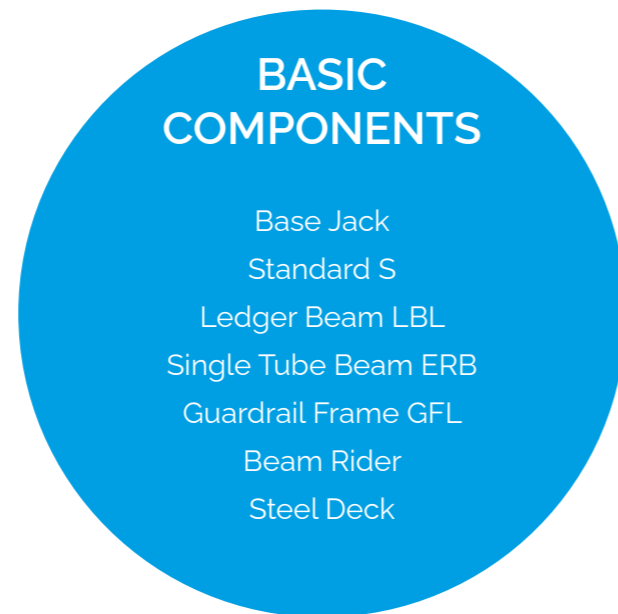 BASIC
COMPONENTS
Base Jack
Standard S
Ledger Beam LBL
Single Tube Beam ERB
Guardrail Frame GFL
Beam Rider
Steel Deck